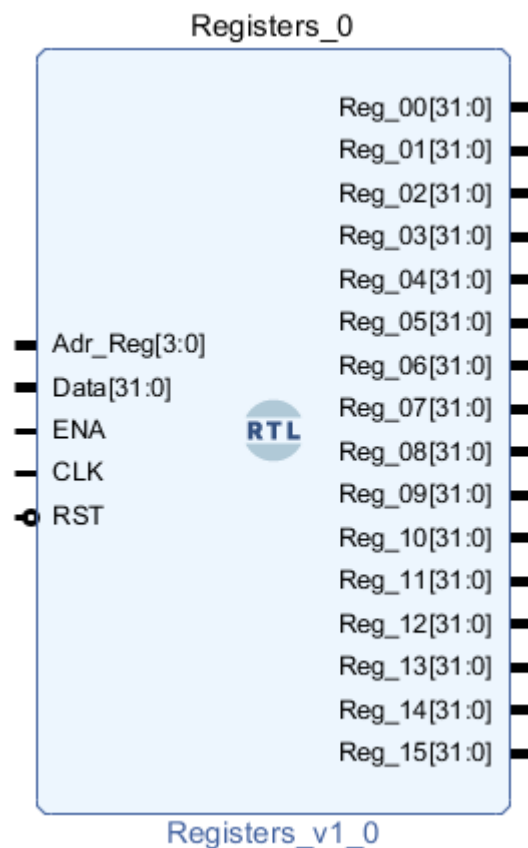 Registers_0
Reg_00[31:0]
Reg_01[31:0]
Reg_02[31:0]
Reg_03[31:0]
Reg_04[31:0]
Reg_05[31:0]
Adr_Reg[3:0]
Reg_06[31:0]
Data[31:0]
Reg_07[31:0]
ENA
RTL
Reg_08[31:0]
CLK
Reg_09[31:0]
RST
Reg_10[31:0]
Reg_11[31:0]
Reg_12[31:0]
Reg_13[31:0]
Reg_14[31:0]
Reg_15[31:0]
Registers_v1_0